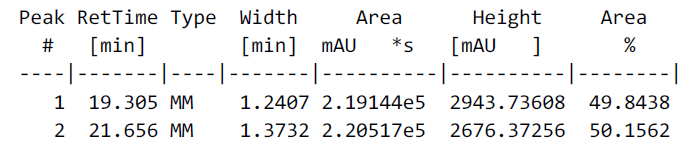 Peak RetTime Type  Width     Area      Height     Area
  #   [min]        [min]  mAU   *s   [mAU   ]      %
----|-------|----|-------|----------|----------|--------|
   1  19.305 MM    1.2407 2.19144e5  2943.73608  49.8438
   2  21.656 MM    1.3732 2.20517e5  2676.37256  50.1562